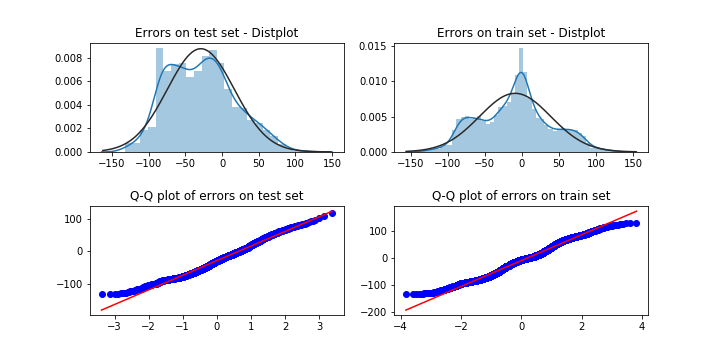 Errors on test set - Distplot
0.008
0.006
0.004
0.002
0.000
−150 −100 −50 0 50 100 150
Errors on train set - Distplot
0.015
0.010
0.005
0.000
−150 −100 −50 0 50 100 150
Q-Q plot of errors on test set
100
0
−100
−3 −2 −1 0 1 2 3
Q-Q plot of errors on train set
100
0
−100
−200
−4 −2 0 2 4